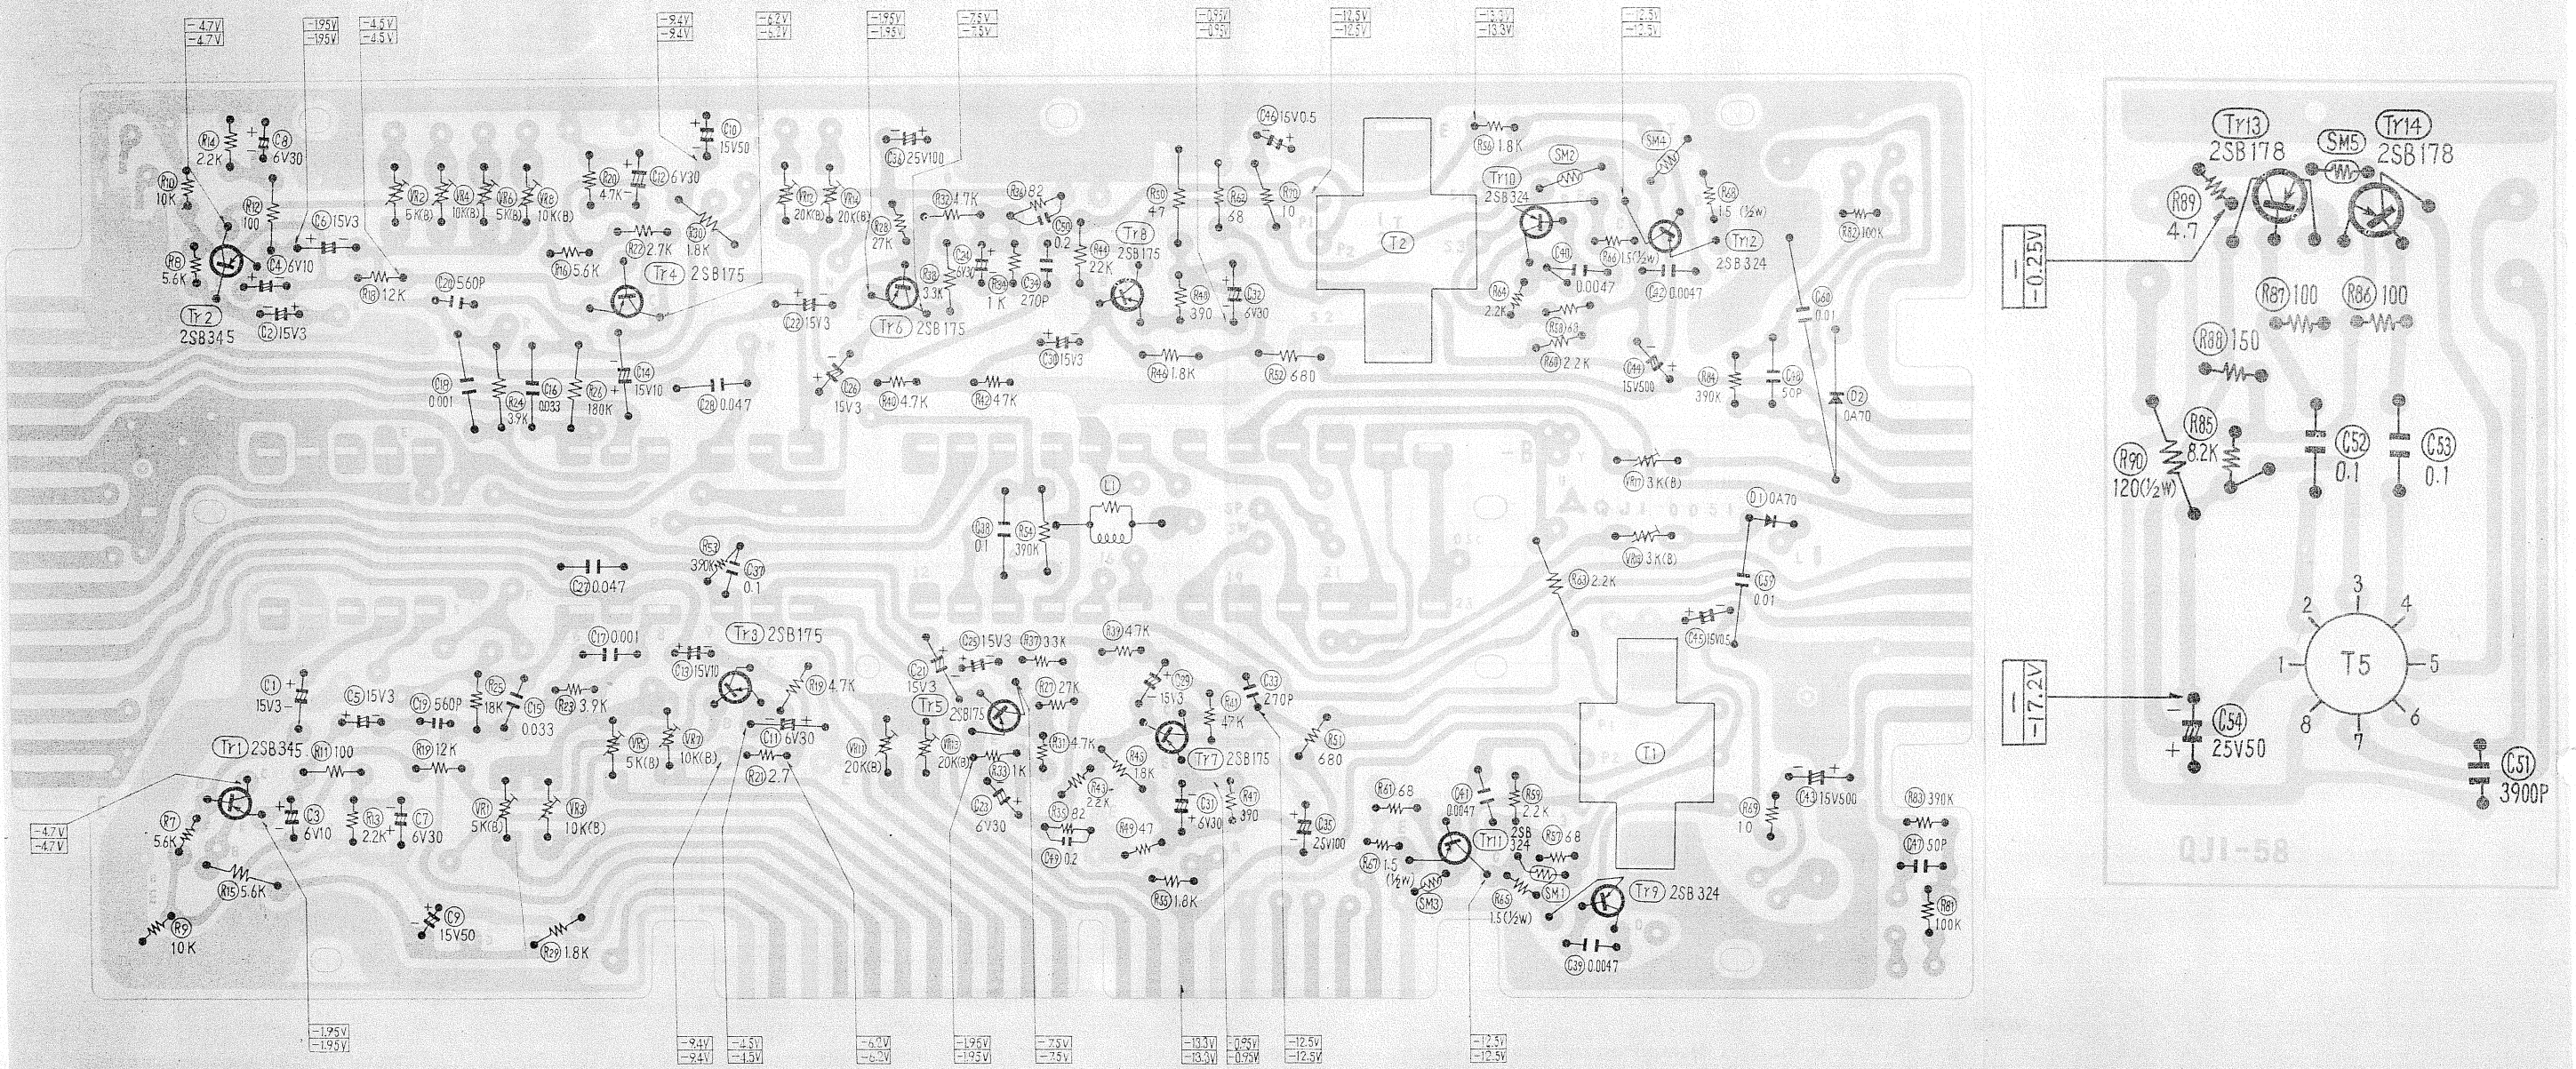 -4.7V
-4.7V
-1.95V
-1.95V
-4.5V
-4.5V
-9.4V
-9.4V
-6.2V
-6.2V
-1.95V
-1.95V
-7.5V
-7.5V
-0.95V
-0.95V
-12.5V
-12.5V
-13.3V
-13.3V
-12.5V
-12.5V
R14 2.2K
C8 6V30
R10 10K
R12 100
C6 15V3
R8 5.6K
C4 6V10
Tr2 2SB345
C2 15V3
VR2 5K(B)
VR4 10K(B)
VR6 5K(B)
VR8 10K(B)
R18 12K
C20 560P
R20 4.7K
C12 6V30
C10 15V50
R22 2.7K
R30 1.8K
R16 5.6K
Tr4 2SB175
C18 0.001
R24 3.9K
C16 0.033
R26 180K
C14 15V10
C28 0.047
VR12 20K(B)
VR14 20K(B)
C22 15V3
C36 25V100
R28 27K
R32 4.7K
Tr6 2SB175
R38 3.3K
C24 6V30
R34 1K
C34 270P
R36 82
C50 0.2
R44 22K
Tr8 2SB175
C30 15V3
C26 15V3
R40 4.7K
R42 47K
R50 47
R62 68
R70 10
C46 15V0.5
R48 390
C32 6V30
R46 1.8K
R52 680
T2
R56 1.8K
Tr10 2SB324
SM2
SM4
R68 1.5 (½W)
R66 1.5(½W)
Tr12 2SB324
C40 0.0047
C42 0.0047
R64 2.2K
R58 68
R60 2.2K
C44 15V500
R82 100K
C60 0.01
R84 390K
C48 50P
D2 0A70
VR17 3K(B)
D1 0A70
QJI 0051
3K(B)
C38 0.1
R54 390K
L1
R53 390K
C37 0.1
C27 0.047
R63 2.2K
C59 0.01
C45 15V0.5
C17 0.001
C13 15V10
Tr3 2SB175
R19 4.7K
C1 15V3
C5 15V3
C19 560P
R25 18K
C15 0.033
R23 3.9K
Tr1 2SB345
R11 100
R19 12K
VR5 5K(B)
VR7 10K(B)
C11 6V30
R21 2.7
VR11 20K(B)
VR13 20K(B)
C21 15V3
C25 15V3
Tr5 2SB175
R37 33K
R27 27K
R39 4.7K
C29 15V3
R41 47K
C33 270P
R31 4.7K
R33 1K
C23 6V30
R45 1.8K
R43 22K
R35 82
C49 0.2
Tr7 2SB175
C31 6V30
R47 390
R49 47
R55 1.8K
R51 680
C35 25V100
R7 5.6K
C3 6V10
R13 2.2K
C7 6V30
VR1 5K(B)
VR3 10K(B)
R15 5.6K
R9 10K
C9 15V50
R29 1.8K
-4.7V
-4.7V
T1
R61 68
C41 0.0047
R59 2.2K
R67 1.5 (½W)
Tr11 2SB 324
R57 68
SM3
R65 1.5(½W)
SM1
Tr9 2SB324
C39 0.0047
R69 10
C43 15V500
R83 390K
C47 50P
R81 100K
-1.95V
-1.95V
-9.4V
-9.4V
-4.5V
-4.5V
-6.2V
-6.2V
-1.95V
-1.95V
-7.5V
-7.5V
-13.3V
-13.3V
-0.95V
-0.95V
-12.5V
-12.5V
-12.5V
-12.5V
Tr13 2SB178
SM5
Tr14 2SB178
R89 4.7
-0.25V
R87 100
R86 100
R88 150
R90 120(½W)
R85 8.2K
C52 0.1
C53 0.1
-17.2V
1
2
3
4
5
6
7
8
T5
C54 25V50
C51 3900P
QJI-58